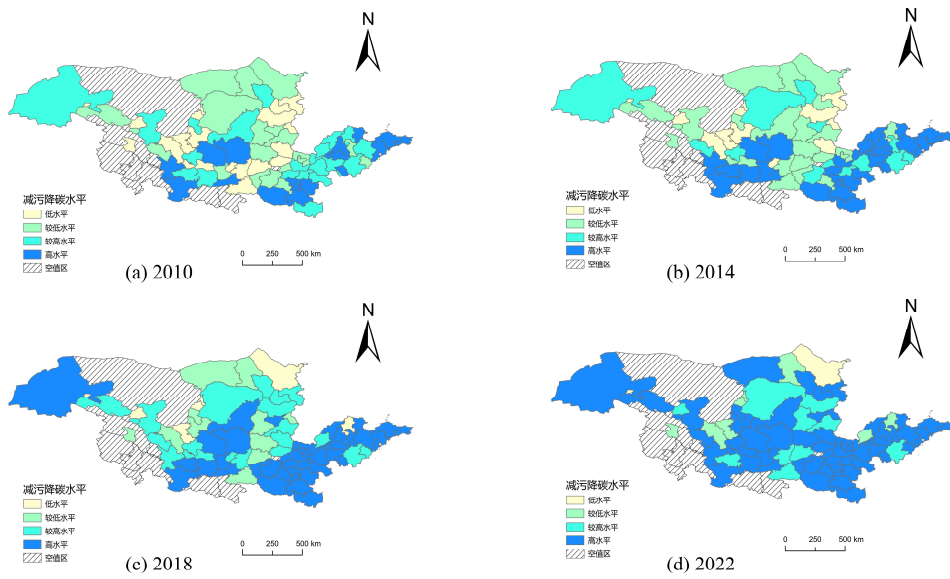 N
减污降碳水平
低水平
较低水平
较高水平
高水平
空值区
0 250 500 km
(a) 2010
N
减污降碳水平
低水平
较低水平
较高水平
高水平
空值区
0 250 500 km
(b) 2014
N
减污降碳水平
低水平
较低水平
较高水平
高水平
空值区
0 250 500 km
(c) 2018
N
减污降碳水平
低水平
较低水平
较高水平
高水平
空值区
0 250 500 km
(d) 2022